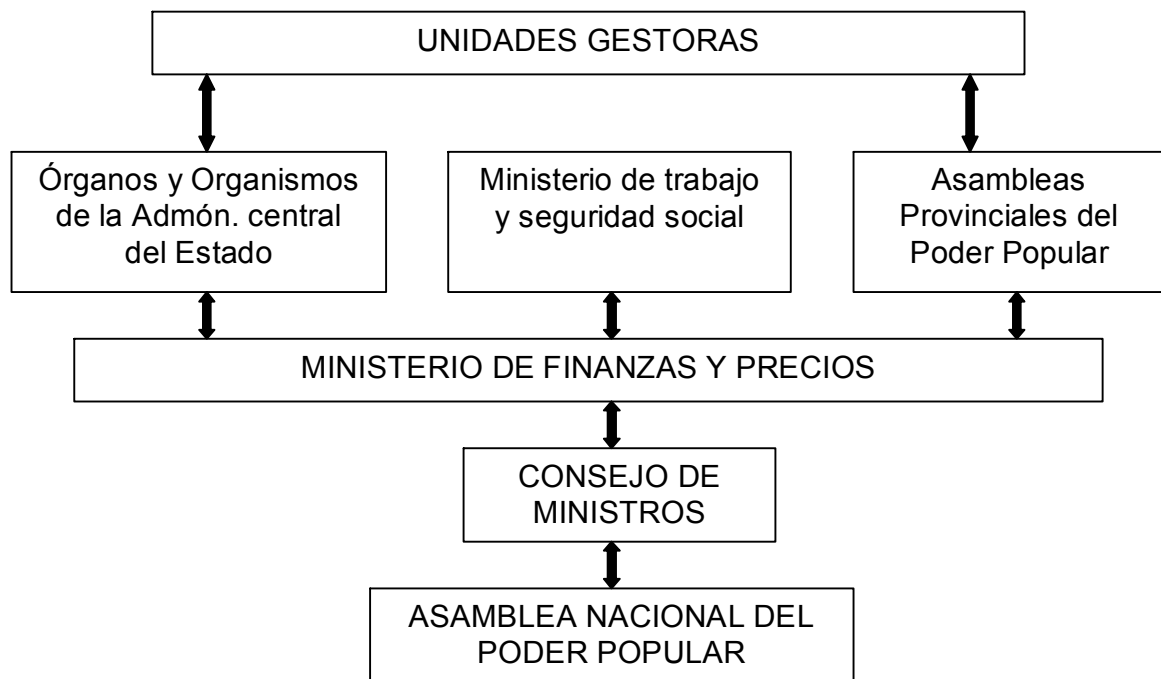 UNIDADES GESTORAS
Órganos y Organismos
de la Admón. central
del Estado
Ministerio de trabajo
y seguridad social
Asambleas
Provinciales del
Poder Popular
MINISTERIO DE FINANZAS Y PRECIOS
CONSEJO DE
MINISTROS
ASAMBLEA NACIONAL DEL
PODER POPULAR